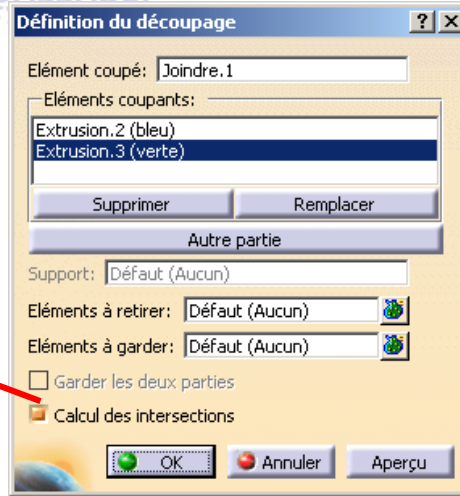 Définition du découpage
Elément coupé: Joindre.1
Eléments coupants:
Extrusion.2 (bleu)
Extrusion.3 (verte)
Supprimer Remplacer
Autre partie
Support: Défaut (Aucun)
Eléments à retirer: Défaut (Aucun)
Eléments à garder: Défaut (Aucun)
Garder les deux parties
Calcul des intersections
OK Annuler Aperçu